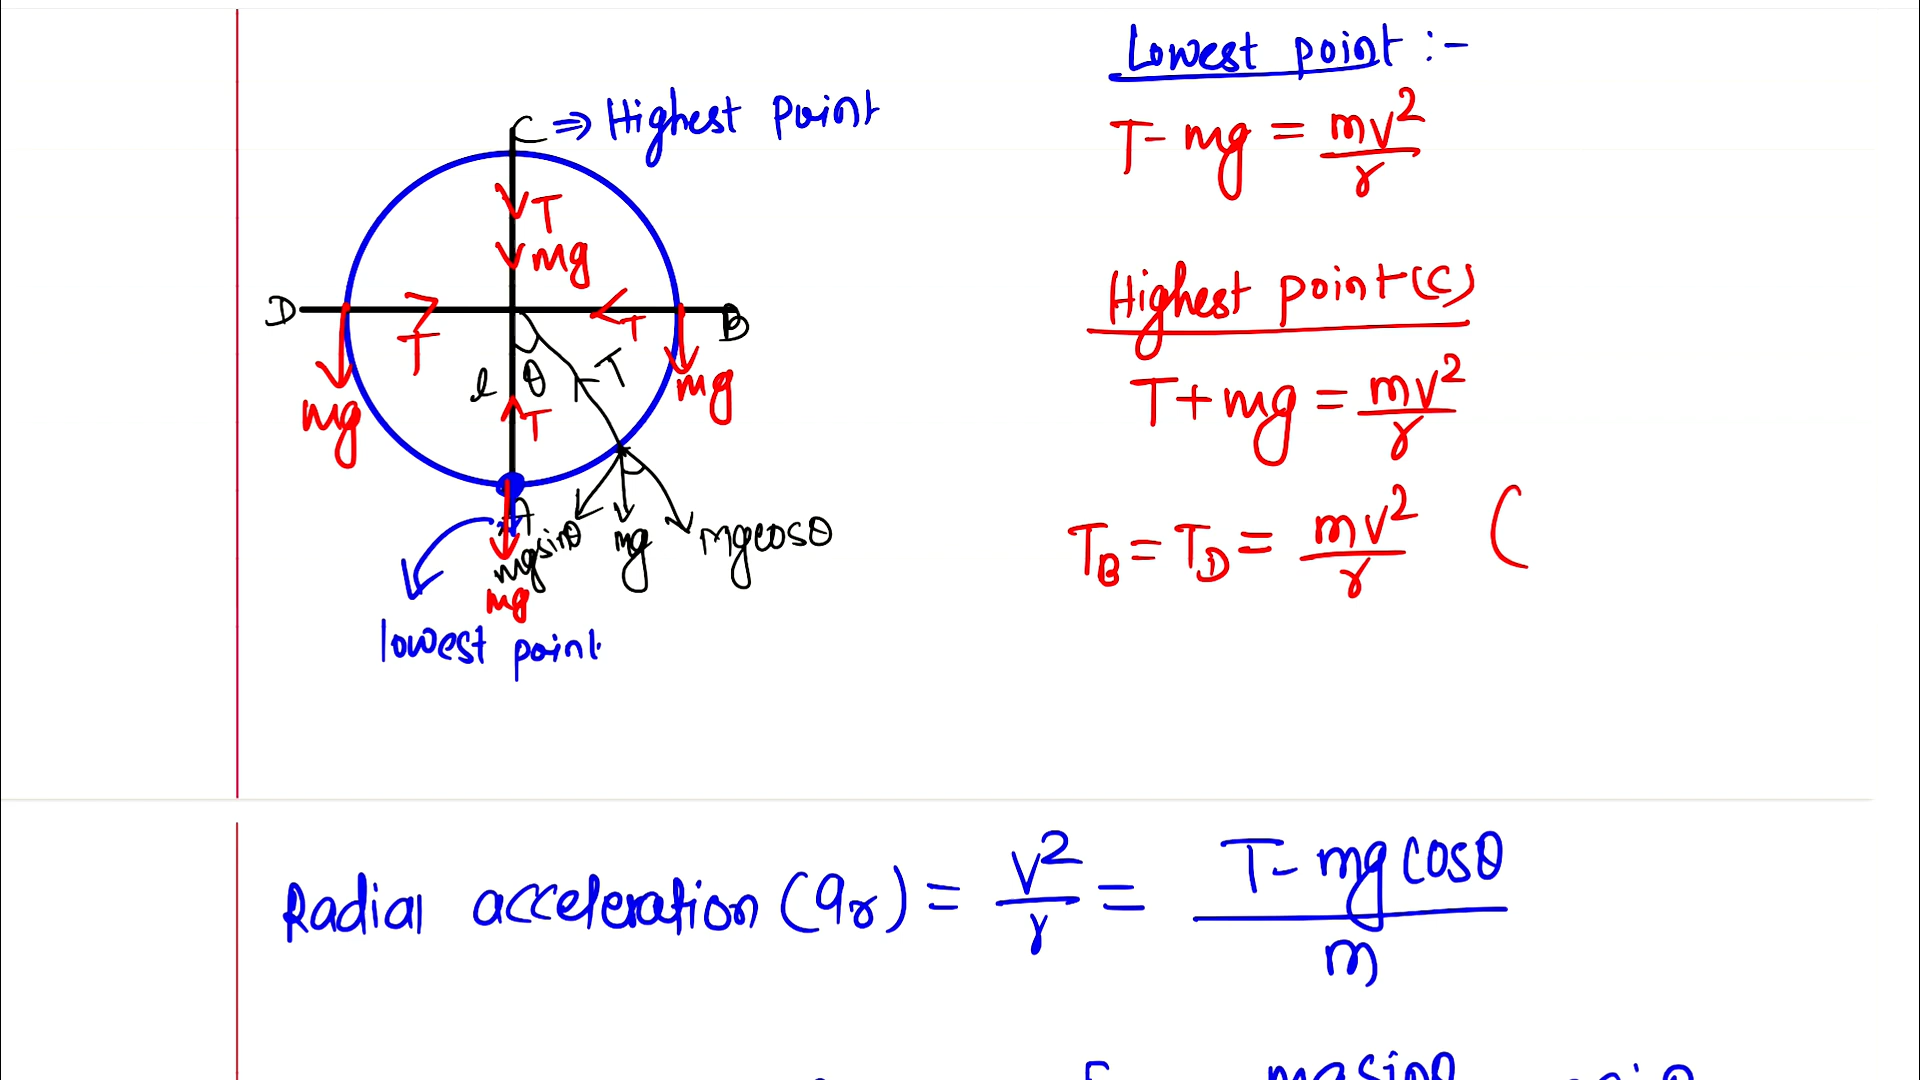 Lowest point :-
C ⇒ Highest Point
T - mg = mv²/r
T
mg
Highest point (C)
D
T
T
B
l θ T
mg
mg
T + mg = mv²/r
T
A
mgsinθ mg mgcosθ
mg
T_B = T_D = mv²/r (
lowest point
Radial acceleration (ar) = v²/r = (T - mg cosθ)/m